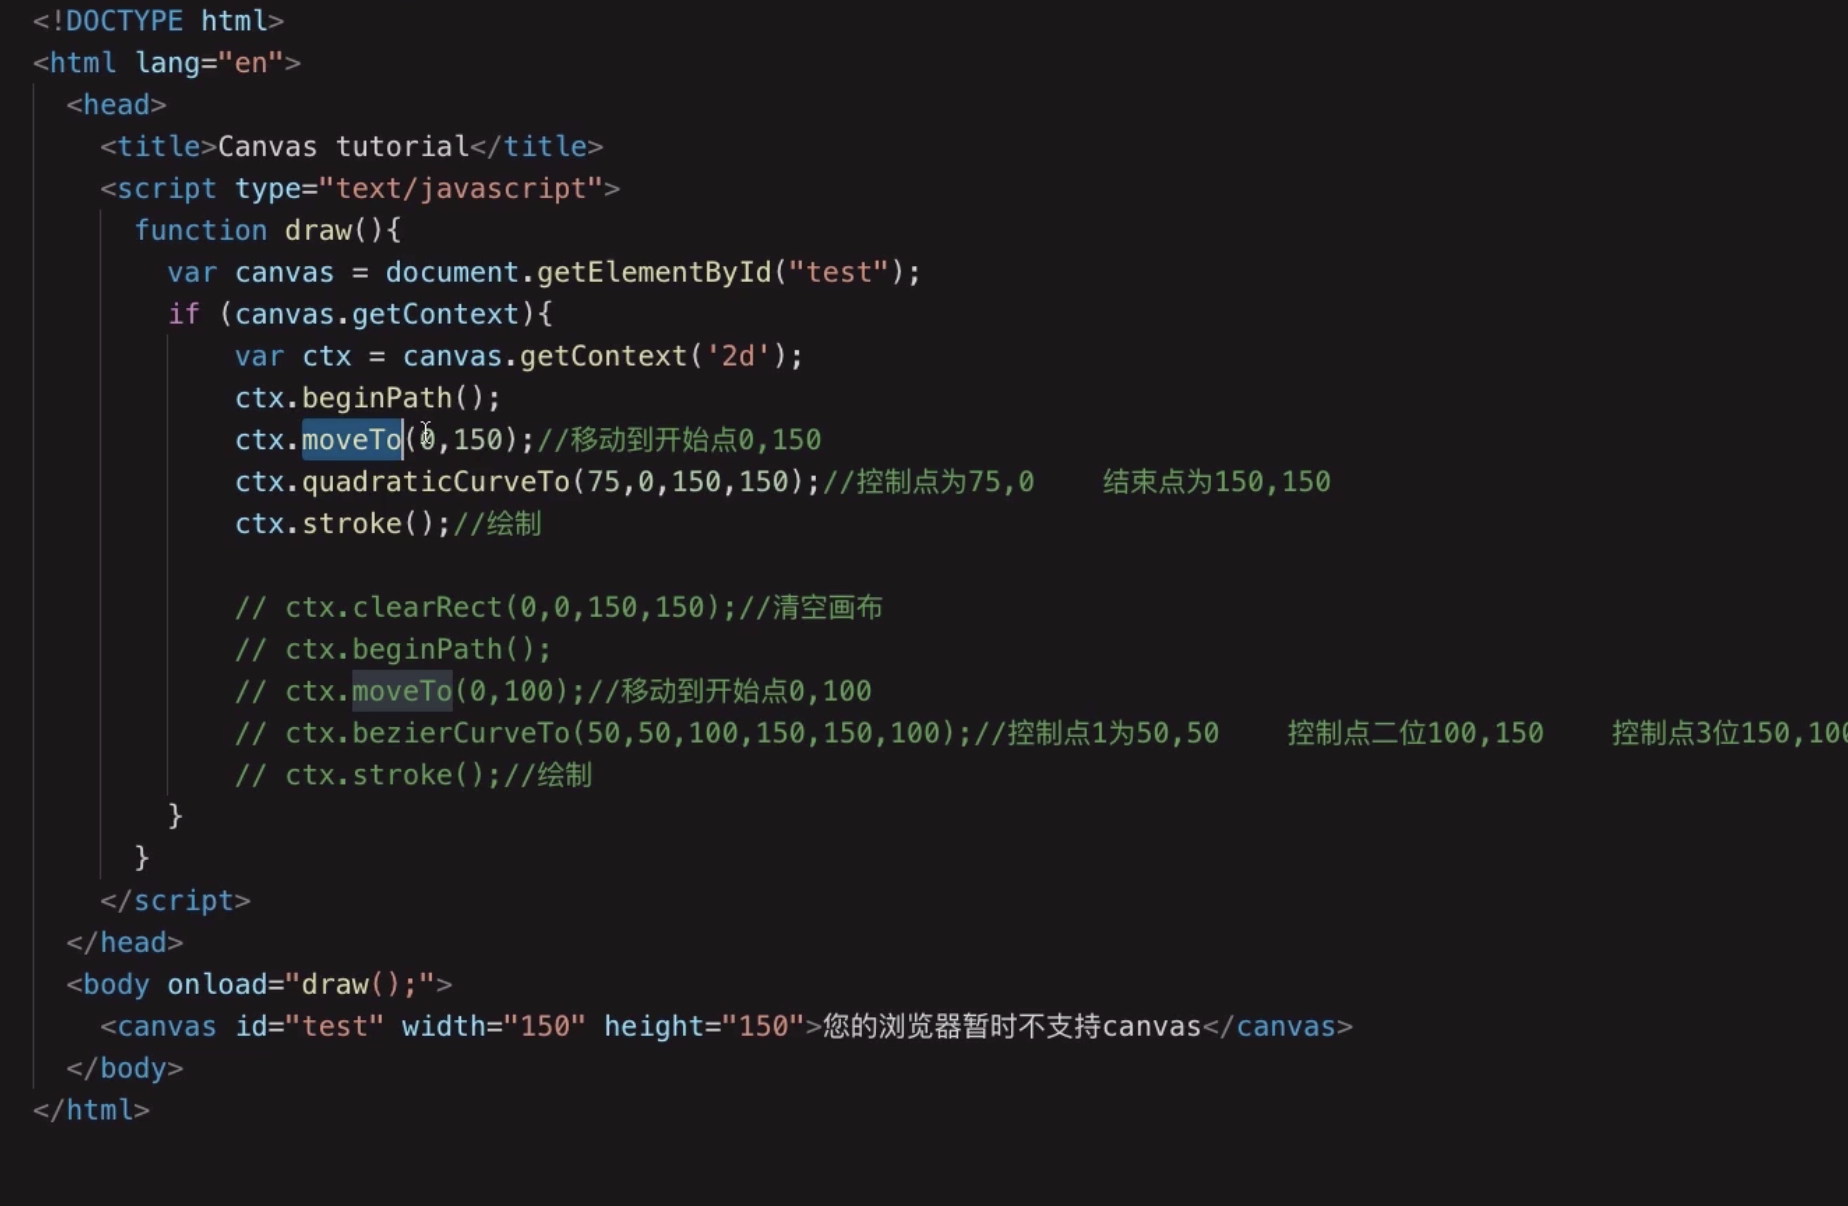 <!DOCTYPE html>
<html lang="en">
<head>
<title>Canvas tutorial</title>
<script type="text/javascript">
function draw(){
var canvas = document.getElementById("test");
if (canvas.getContext){
var ctx = canvas.getContext('2d');
ctx.beginPath();
ctx.moveTo(0,150);//移动到开始点0,150
ctx.quadraticCurveTo(75,0,150,150);//控制点为75,0 结束点为150,150
ctx.stroke();//绘制
// ctx.clearRect(0,0,150,150);//清空画布
// ctx.beginPath();
// ctx.moveTo(0,100);//移动到开始点0,100
// ctx.bezierCurveTo(50,50,100,150,150,100);//控制点1为50,50 控制点二位100,150 控制点3位150,100
// ctx.stroke();//绘制
}
}
</script>
</head>
<body onload="draw();">
<canvas id="test" width="150" height="150">您的浏览器暂时不支持canvas</canvas>
</body>
</html>